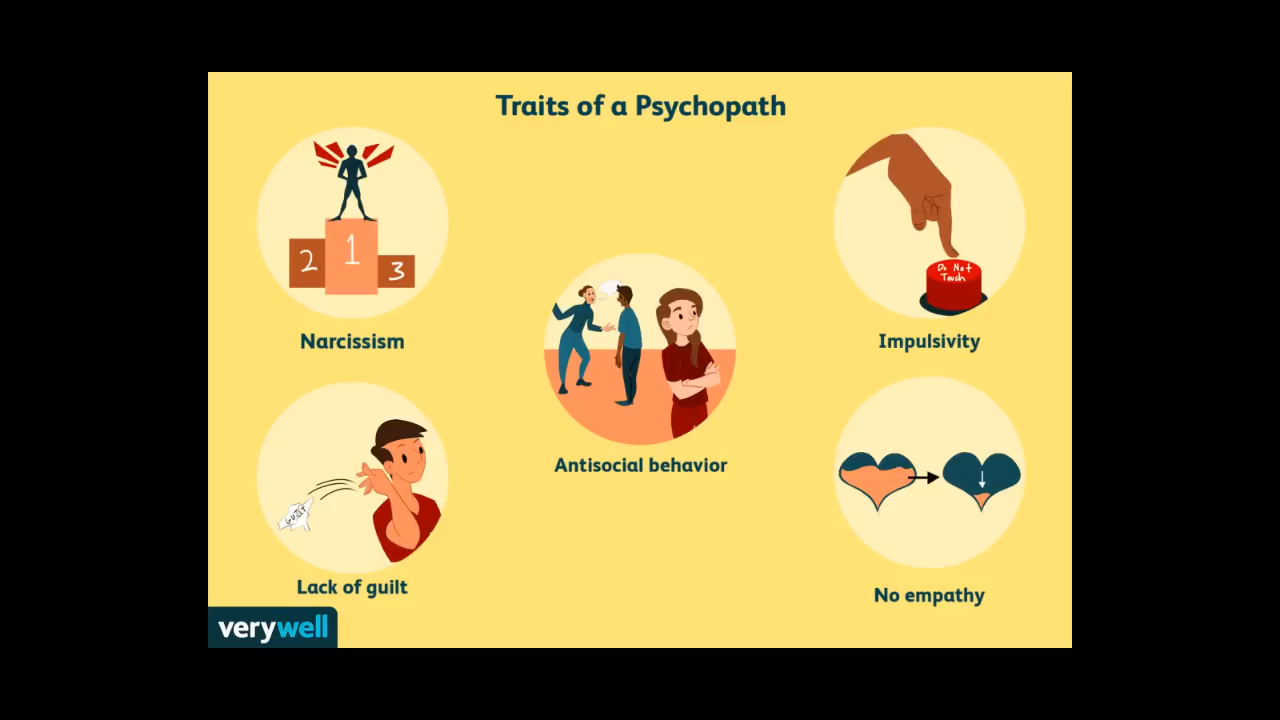 Traits of a Psychopath
2
1
3
Narcissism
Do Not
Touch
Impulsivity
Antisocial behavior
GUILT
Lack of guilt
No empathy
verywell